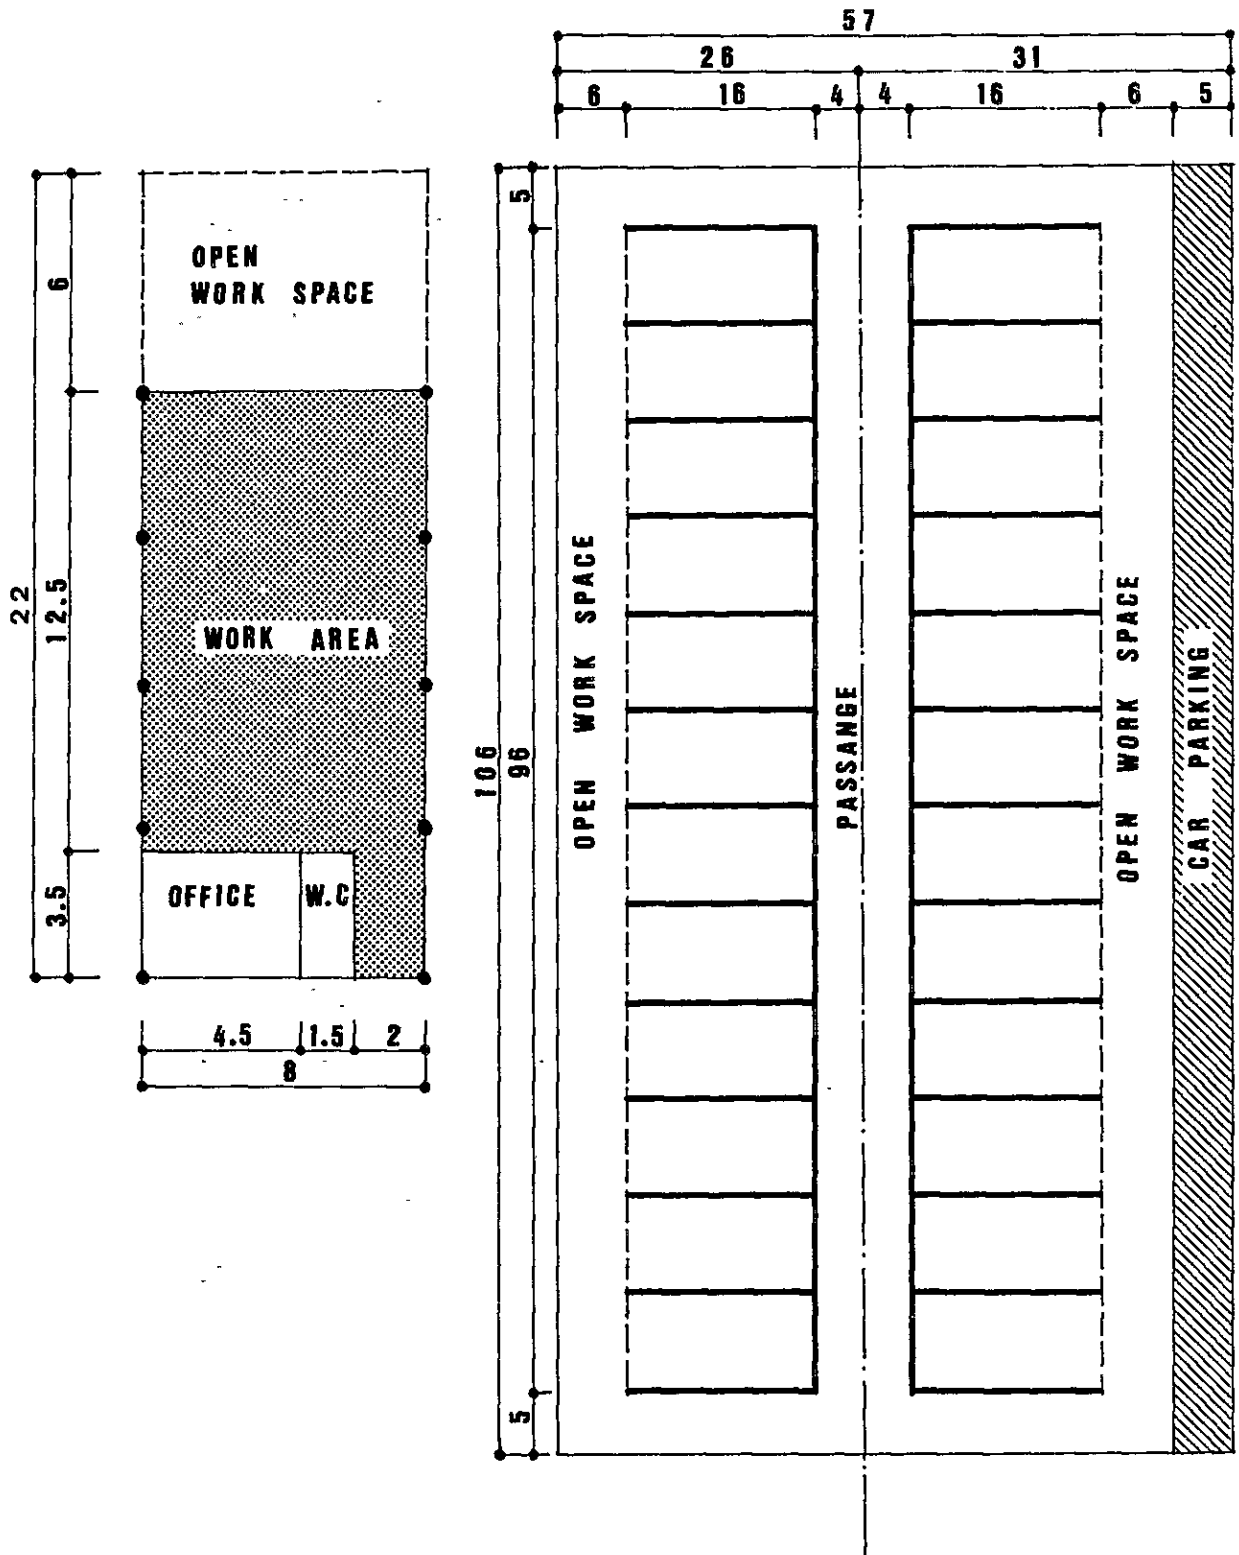 57
26 31
6 16 4 4 16 6 5
5
6
OPEN
WORK SPACE
22
12.5
WORK AREA
3.5
OFFICE W.C
4.5 1.5 2
8
106
96
5
OPEN WORK SPACE
PASSANGE
OPEN WORK SPACE
CAR PARKING